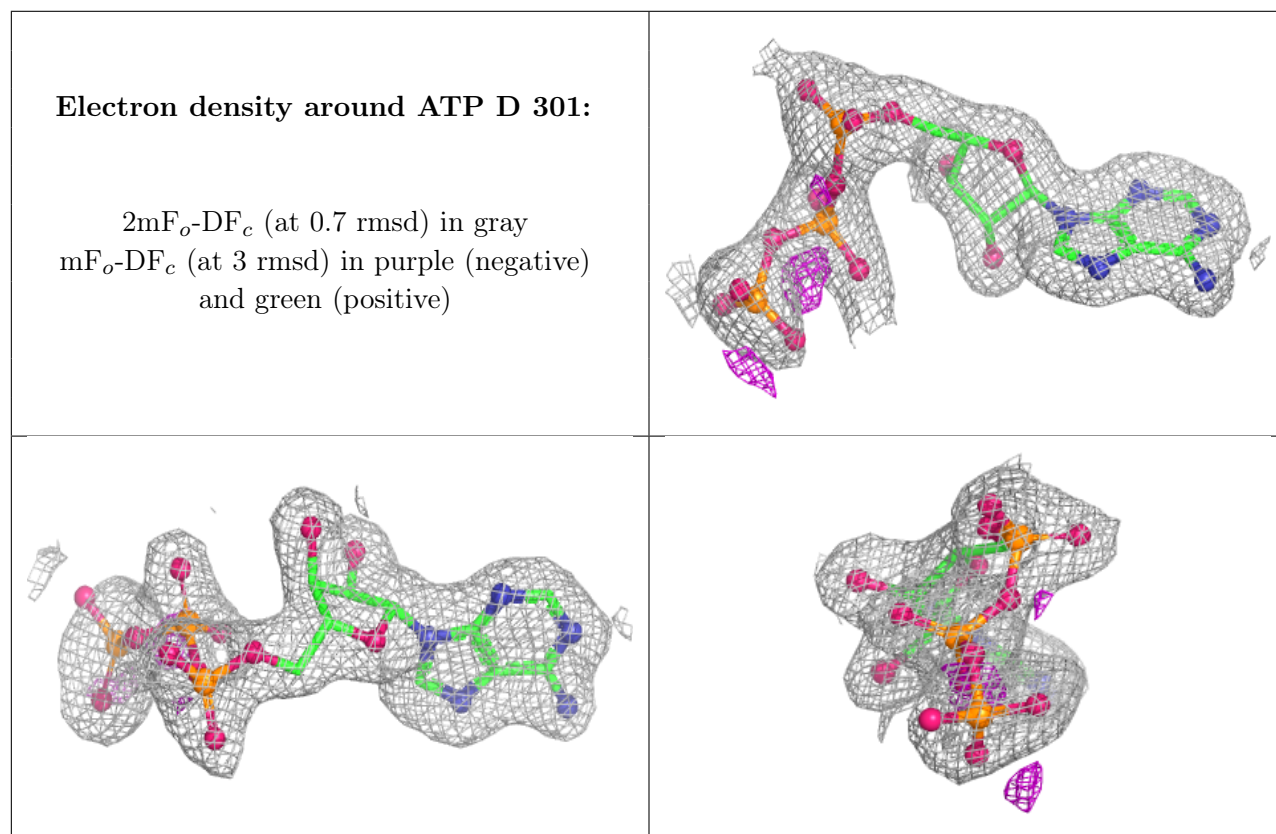 Electron density around ATP D 301:
2mFₒ-DF𝑐 (at 0.7 rmsd) in gray
mFₒ-DF𝑐 (at 3 rmsd) in purple (negative)
and green (positive)